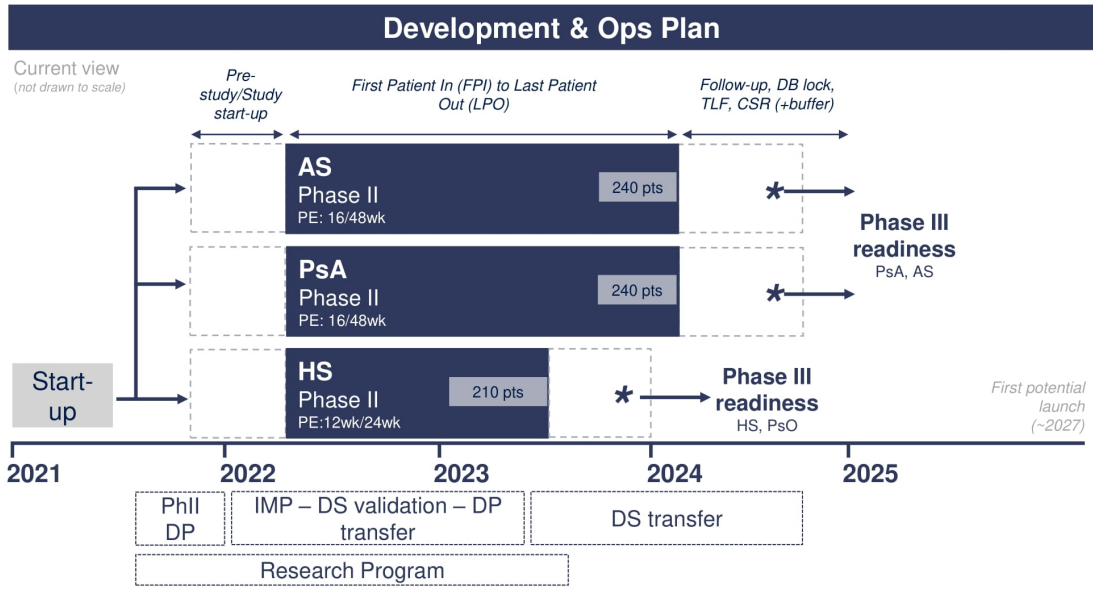 Development & Ops Plan
Current view
(not drawn to scale)
Pre-
study/Study
start-up
First Patient In (FPI) to Last Patient
Out (LPO)
Follow-up, DB lock,
TLF, CSR (+buffer)
AS
Phase II
PE: 16/48wk
240 pts
*
PsA
Phase II
PE: 16/48wk
240 pts
*
Phase III
readiness
PsA, AS
Start-
up
HS
Phase II
PE:12wk/24wk
210 pts
*
Phase III
readiness
HS, PsO
First potential
launch
(~2027)
2021
2022
2023
2024
2025
PhII
DP
IMP – DS validation – DP
transfer
DS transfer
Research Program